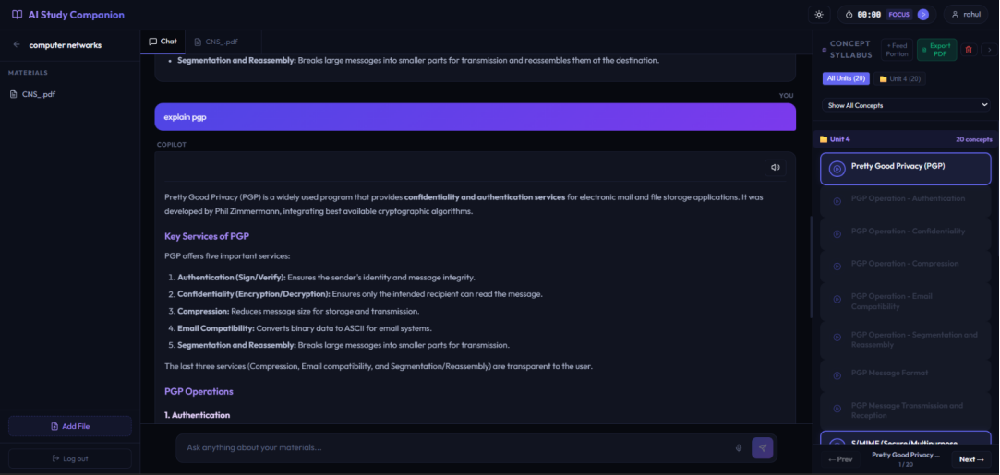 AI Study Companion
00:00 FOCUS D
rahul
computer networks
MATERIALS
CNS_.pdf
Add File
Log out
Chat
CNS_.pdf
• Segmentation and Reassembly: Breaks large messages into smaller parts for transmission and reassembles them at the destination.
YOU
explain pgp
COPILOT
Pretty Good Privacy (PGP) is a widely used program that provides confidentiality and authentication services for electronic mail and file storage applications. It was
developed by Phil Zimmermann, integrating best available cryptographic algorithms.
Key Services of PGP
PGP offers five important services:
1. Authentication (Sign/Verify): Ensures the sender's identity and message integrity.
2. Confidentiality (Encryption/Decryption): Ensures only the intended recipient can read the message.
3. Compression: Reduces message size for storage and transmission.
4. Email Compatibility: Converts binary data to ASCII for email systems.
5. Segmentation and Reassembly: Breaks large messages into smaller parts for transmission.
The last three services (Compression, Email compatibility, and Segmentation/Reassembly) are transparent to the user.
PGP Operations
1. Authentication
Ask anything about your materials...
CONCEPT
SYLLABUS
+ Feed
Portion
Export
PDF
All Units (20)
Unit 4 (20)
Show All Concepts
Unit 4
20 concepts
Pretty Good Privacy (PGP)
PGP Operation - Authentication
PGP Operation - Confidentiality
PGP Operation - Compression
PGP Operation - Email
Compatibility
PGP Operation - Segmentation and
Reassembly
PGP Message Format
PGP Message Transmission and
Reception
S/MIME (Secure/Multipurpose
← Prev
Pretty Good Privacy ...
1 / 20
Next →